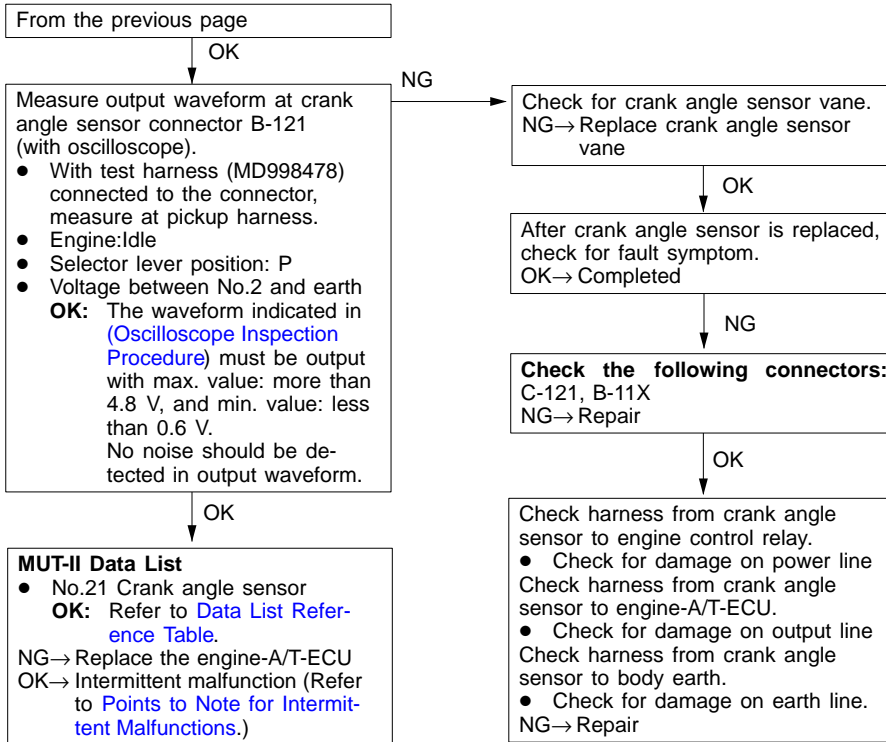 From the previous page
OK
Measure output waveform at crank
angle sensor connector B-121
(with oscilloscope).
● With test harness (MD998478)
connected to the connector,
measure at pickup harness.
● Engine:Idle
● Selector lever position: P
● Voltage between No.2 and earth
OK: The waveform indicated in
(Oscilloscope Inspection
Procedure) must be output
with max. value: more than
4.8 V, and min. value: less
than 0.6 V.
No noise should be de-
tected in output waveform.
OK
MUT-II Data List
● No.21 Crank angle sensor
OK: Refer to Data List Refer-
ence Table.
NG→ Replace the engine-A/T-ECU
OK→ Intermittent malfunction (Refer
to Points to Note for Intermit-
tent Malfunctions.)
NG
Check for crank angle sensor vane.
NG→ Replace crank angle sensor
vane
OK
After crank angle sensor is replaced,
check for fault symptom.
OK→ Completed
NG
Check the following connectors:
C-121, B-11X
NG→ Repair
OK
Check harness from crank angle
sensor to engine control relay.
● Check for damage on power line
Check harness from crank angle
sensor to engine-A/T-ECU.
● Check for damage on output line
Check harness from crank angle
sensor to body earth.
● Check for damage on earth line.
NG→ Repair